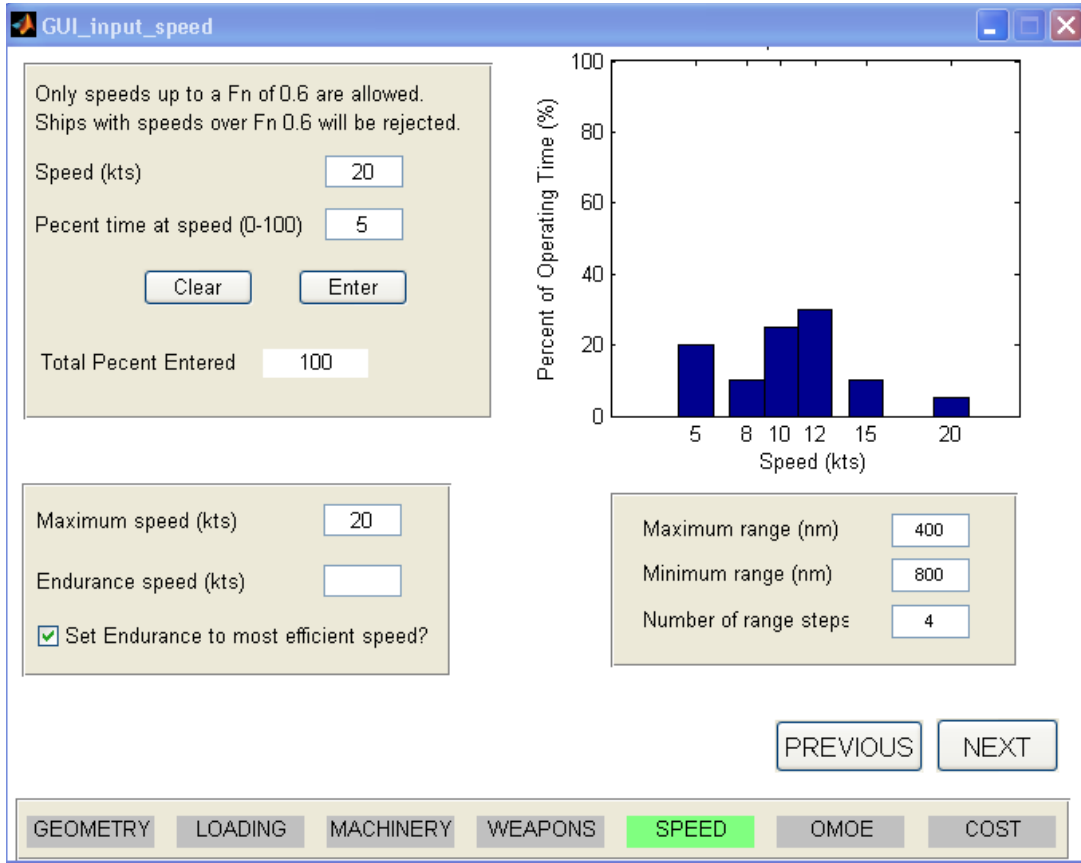 GUI_input_speed
Only speeds up to a Fn of 0.6 are allowed.
Ships with speeds over Fn 0.6 will be rejected.
Speed (kts) 20
Pecent time at speed (0-100) 5
Clear Enter
Total Pecent Entered 100
Percent of Operating Time (%)
100
80
60
40
20
0
5 8 10 12 15 20
Speed (kts)
Maximum speed (kts) 20
Endurance speed (kts)
Set Endurance to most efficient speed?
Maximum range (nm) 400
Minimum range (nm) 800
Number of range steps 4
PREVIOUS NEXT
GEOMETRY LOADING MACHINERY WEAPONS SPEED OMOE COST